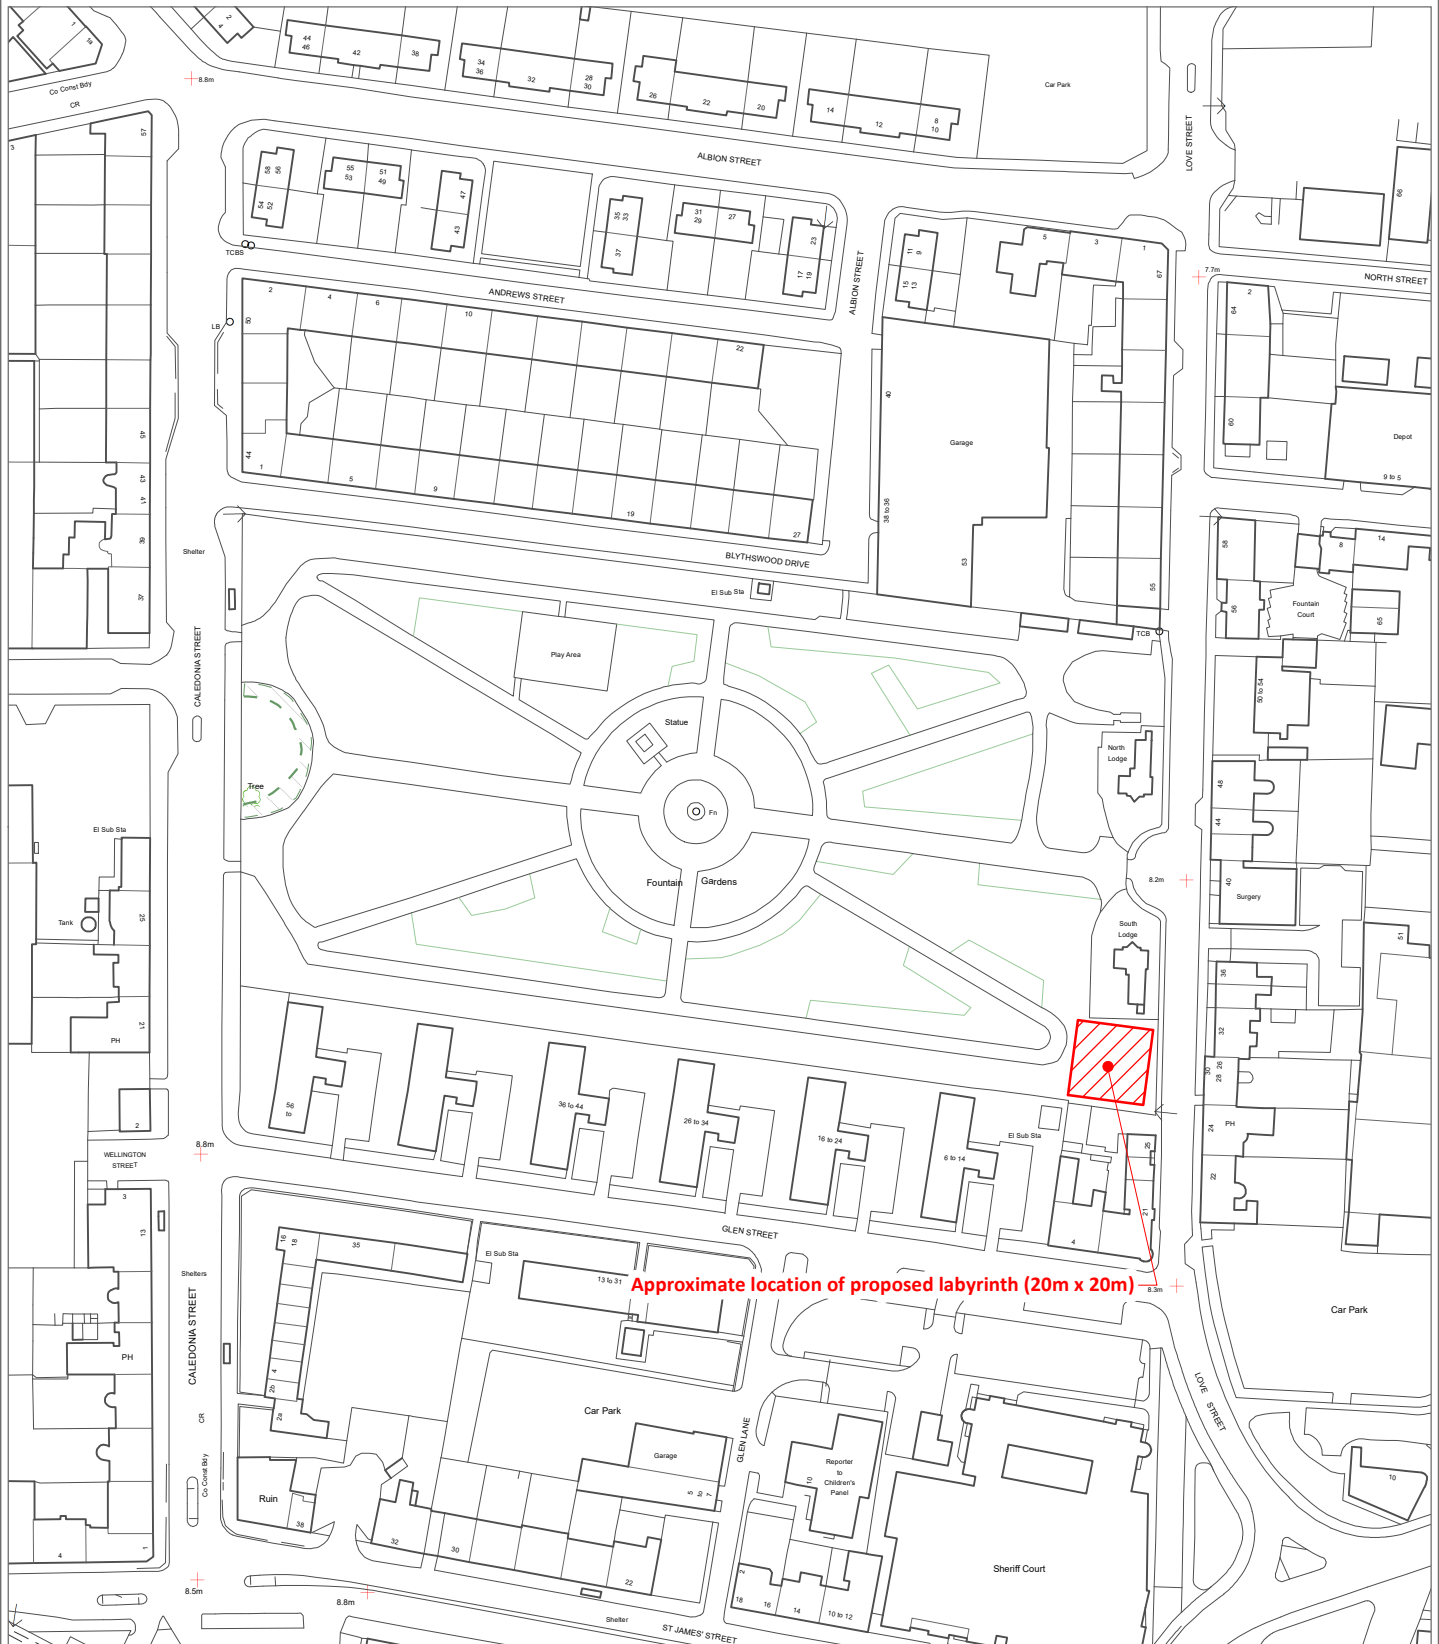 1
1a
2
4
Co Const Bdy
CR
8.8m
44
46
42
38
34
36
32
28
30
26
22
20
14
12
8
10
Car Park
LOVE STREET
ALBION STREET
57
3
58
56
54
52
55
53
51
49
47
43
35
33
37
31
29
27
23
17
19
ALBION STREET
11
9
15
13
5
3
1
67
66
7.7m
NORTH STREET
TCBS
ANDREWS STREET
LB
2
4
6
10
22
50
44
1
5
9
19
27
40
Garage
38 to 36
53
55
2
64
60
Depot
9 to 5
45
43
41
39
Shelter
BLYTHSWOOD DRIVE
El Sub Sta
TCB
58
56
8
14
Fountain
Court
65
CALEDONIA STREET
Play Area
Statue
50 to 54
North
Lodge
48
44
Tree
Fn
Fountain
Gardens
El Sub Sta
Tank
25
21
PH
8.2m
40
Surgery
South
Lodge
51
36
32
30
28
26
24
PH
22
2
8.8m
WELLINGTON
STREET
56
to
36 to 44
26 to 34
16 to 24
6 to 14
El Sub Sta
25
21
4
GLEN STREET
3
13
16
18
35
El Sub Sta
13 to 31
Approximate location of proposed labyrinth (20m x 20m)
8.3m
Shelters
CALEDONIA STREET
PH
Car Park
4
2b
2a
CR
Co Const Bdy
Car Park
GLEN LANE
Garage
5
to
7
10
Reporter
to
Children's
Panel
LOVE STREET
10
Ruin
38
32
30
22
2
18
16
14
10 to 12
Sheriff Court
4
1
8.5m
8.8m
Shelter
ST JAMES' STREET